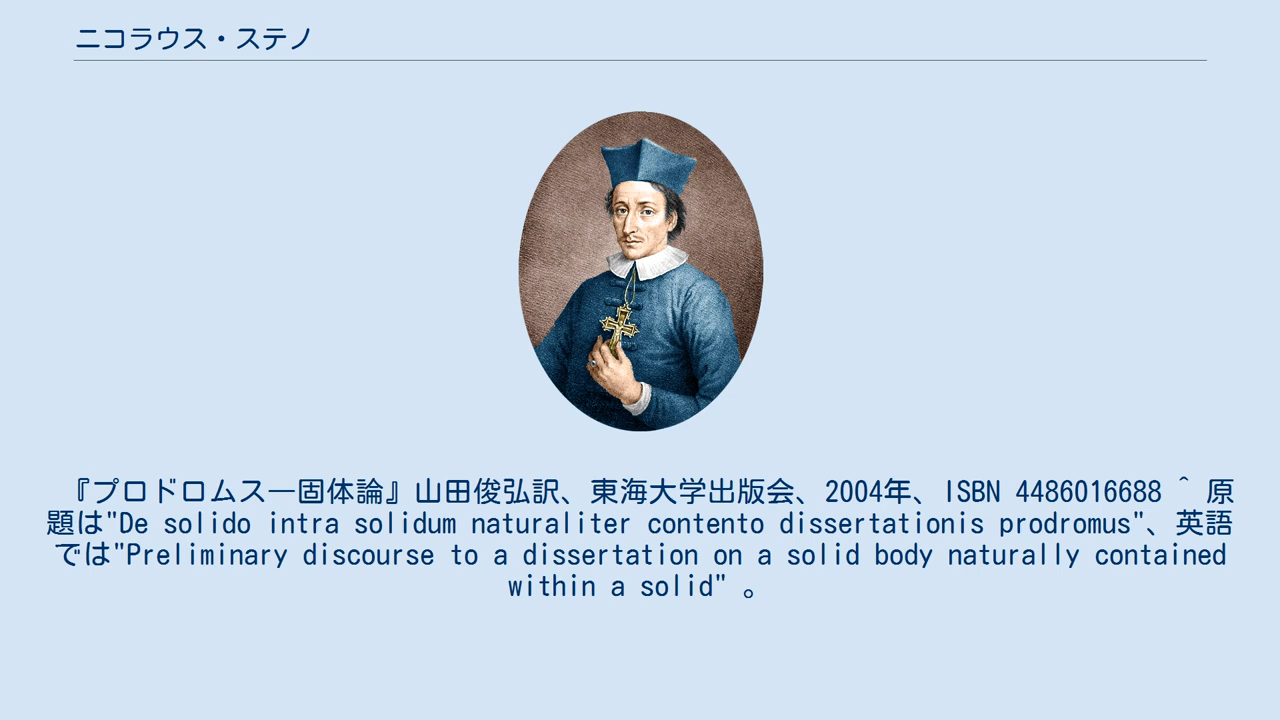 ニコラウス・ステノ
『プロドロムス―固体論』山田俊弘訳、東海大学出版会、2004年、ISBN 4486016688 ^ 原
題は"De solido intra solidum naturaliter contento dissertationis prodromus"、英語
では"Preliminary discourse to a dissertation on a solid body naturally contained
within a solid" 。